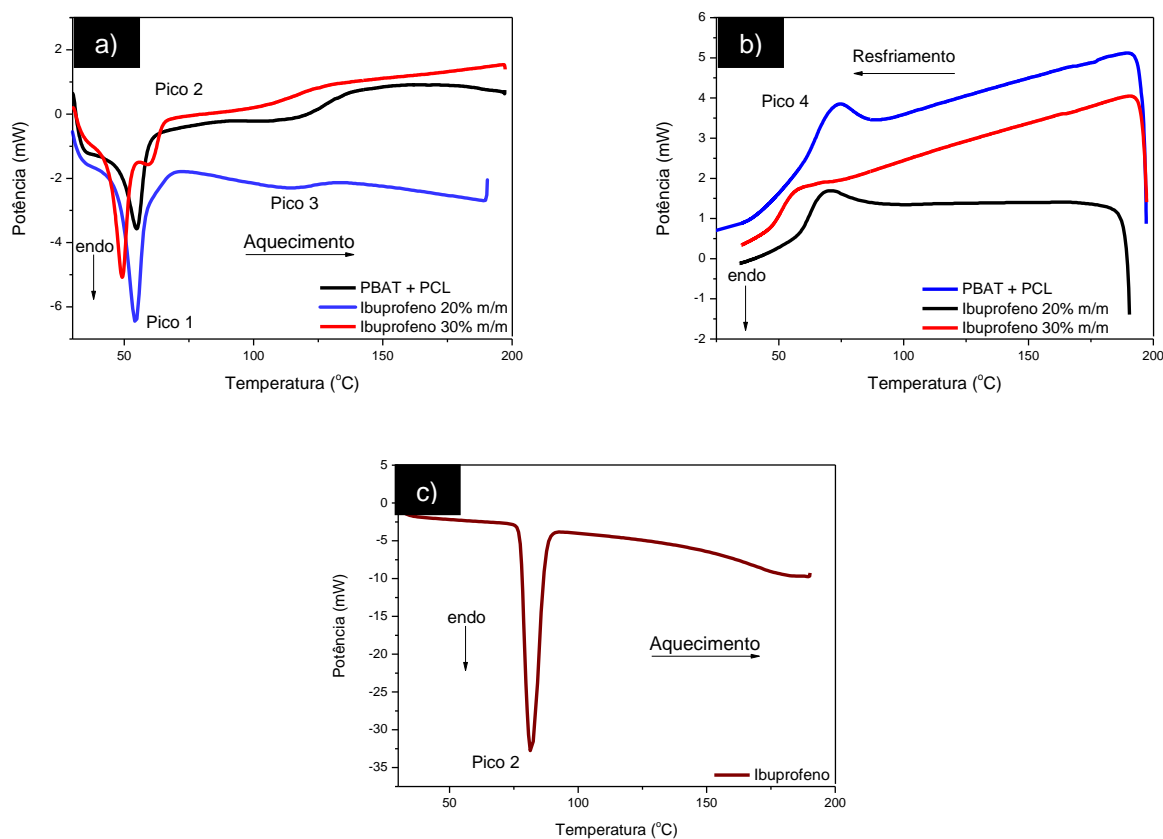 a)
Pico 2
Pico 3
Aquecimento
endo
Pico 1
PBAT + PCL
Ibuprofeno 20% m/m
Ibuprofeno 30% m/m
2
0
-2
-4
-6
50
100
150
200
Potência (mW)
Temperatura (°C)
b)
Resfriamento
Pico 4
endo
PBAT + PCL
Ibuprofeno 20% m/m
Ibuprofeno 30% m/m
6
5
4
3
2
1
0
-1
-2
50
100
150
200
Potência (mW)
Temperatura (°C)
c)
endo
Aquecimento
Pico 2
Ibuprofeno
5
0
-5
-10
-15
-20
-25
-30
-35
50
100
150
200
Potência (mW)
Temperatura (°C)